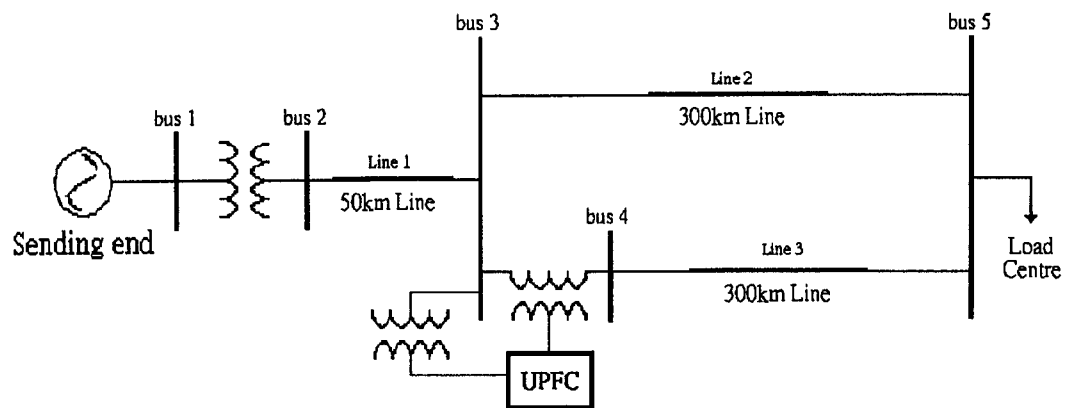 bus 3
bus 5
Line 2
300km Line
bus 1
bus 2
Line 1
50km Line
bus 4
Sending end
Line 3
300km Line
Load
Centre
UPFC